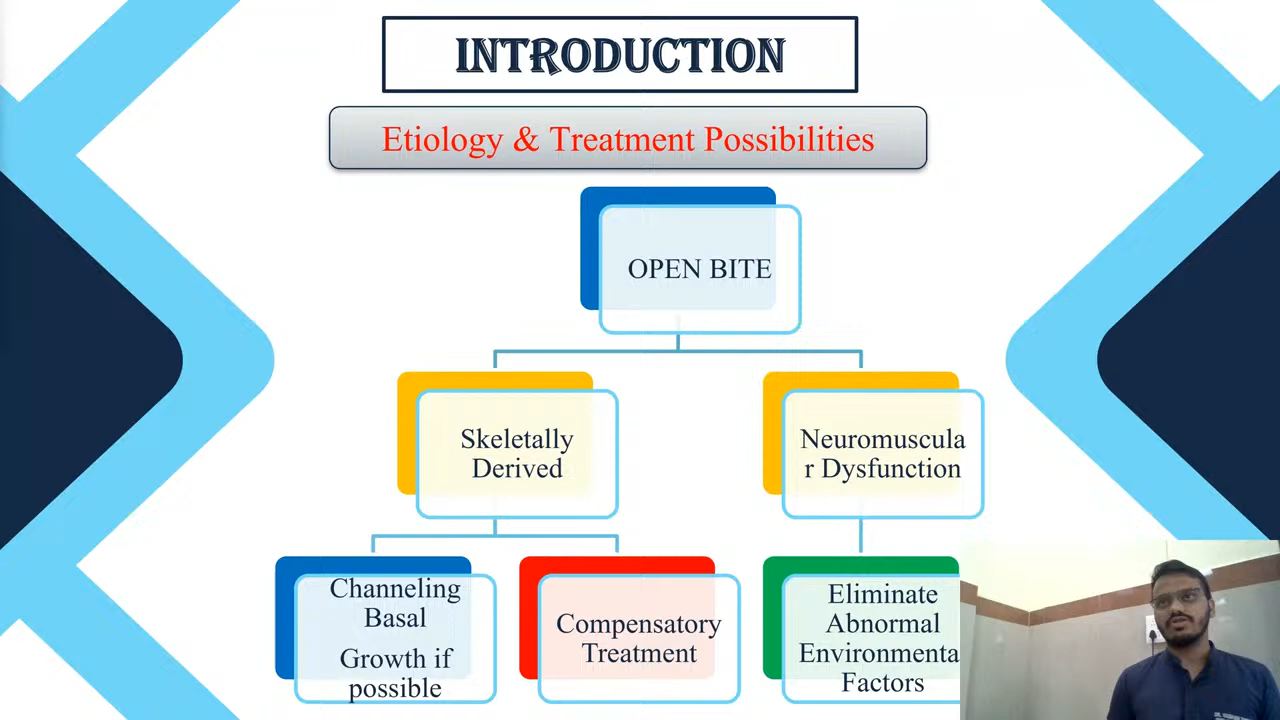 INTRODUCTION
Etiology & Treatment Possibilities
OPEN BITE
Skeletally
Derived
Neuromuscula
r Dysfunction
Channeling
Basal
Growth if
possible
Compensatory
Treatment
Eliminate
Abnormal
Environmenta
Factors